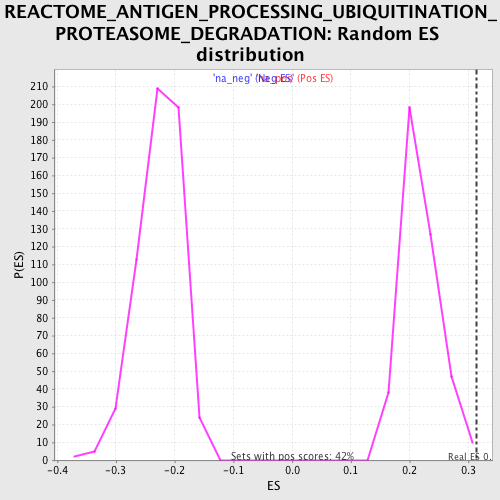 REACTOME_ANTIGEN_PROCESSING_UBIQUITINATION_
PROTEASOME_DEGRADATION: Random ES
distribution
'na_neg' (Neg ES)
'na_pos' (Pos ES)
210
200
190
180
170
160
150
140
130
120
110
100
90
80
70
60
50
40
30
20
10
0
P(ES)
Sets with pos scores: 42%
Real ES 0.
-0.4 -0.3 -0.2 -0.1 0.0 0.1 0.2 0.3
ES